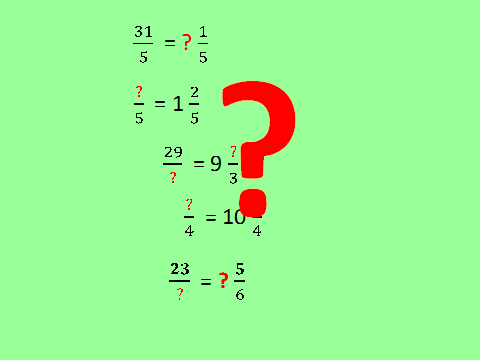 31/5 = ? 1/5
?/5 = 1 2/5
29/? = 9 ?/3
?/4 = 10 /4
23/? = ? 5/6
?